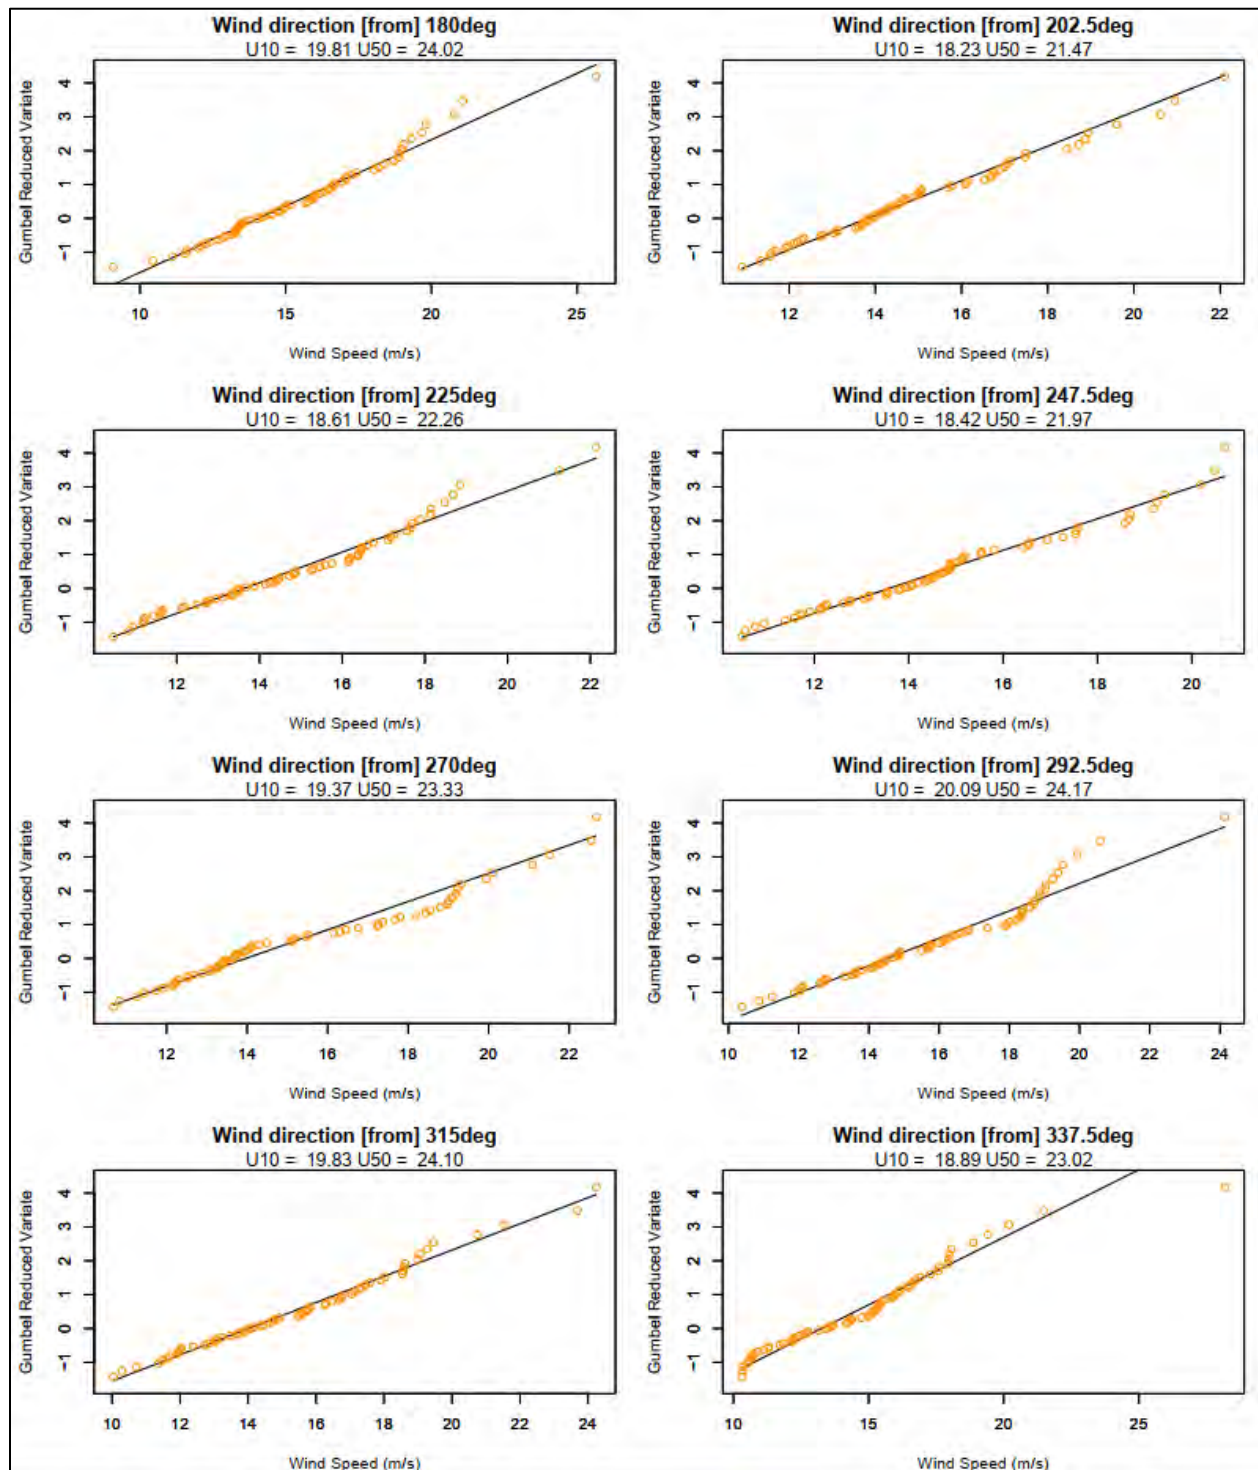 Wind direction [from] 180deg
U10 = 19.81 U50 = 24.02
Gumbel Reduced Variate
4
3
2
1
0
−1
10 15 20 25
Wind Speed (m/s)
Wind direction [from] 202.5deg
U10 = 18.23 U50 = 21.47
Gumbel Reduced Variate
4
3
2
1
0
−1
12 14 16 18 20 22
Wind Speed (m/s)
Wind direction [from] 225deg
U10 = 18.61 U50 = 22.26
Gumbel Reduced Variate
4
3
2
1
0
−1
12 14 16 18 20 22
Wind Speed (m/s)
Wind direction [from] 247.5deg
U10 = 18.42 U50 = 21.97
Gumbel Reduced Variate
4
3
2
1
0
−1
12 14 16 18 20
Wind Speed (m/s)
Wind direction [from] 270deg
U10 = 19.37 U50 = 23.33
Gumbel Reduced Variate
4
3
2
1
0
−1
12 14 16 18 20 22
Wind Speed (m/s)
Wind direction [from] 292.5deg
U10 = 20.09 U50 = 24.17
Gumbel Reduced Variate
4
3
2
1
0
−1
10 12 14 16 18 20 22 24
Wind Speed (m/s)
Wind direction [from] 315deg
U10 = 19.83 U50 = 24.10
Gumbel Reduced Variate
4
3
2
1
0
−1
10 12 14 16 18 20 22 24
Wind Speed (m/s)
Wind direction [from] 337.5deg
U10 = 18.89 U50 = 23.02
Gumbel Reduced Variate
4
3
2
1
0
−1
10 15 20 25
Wind Speed (m/s)